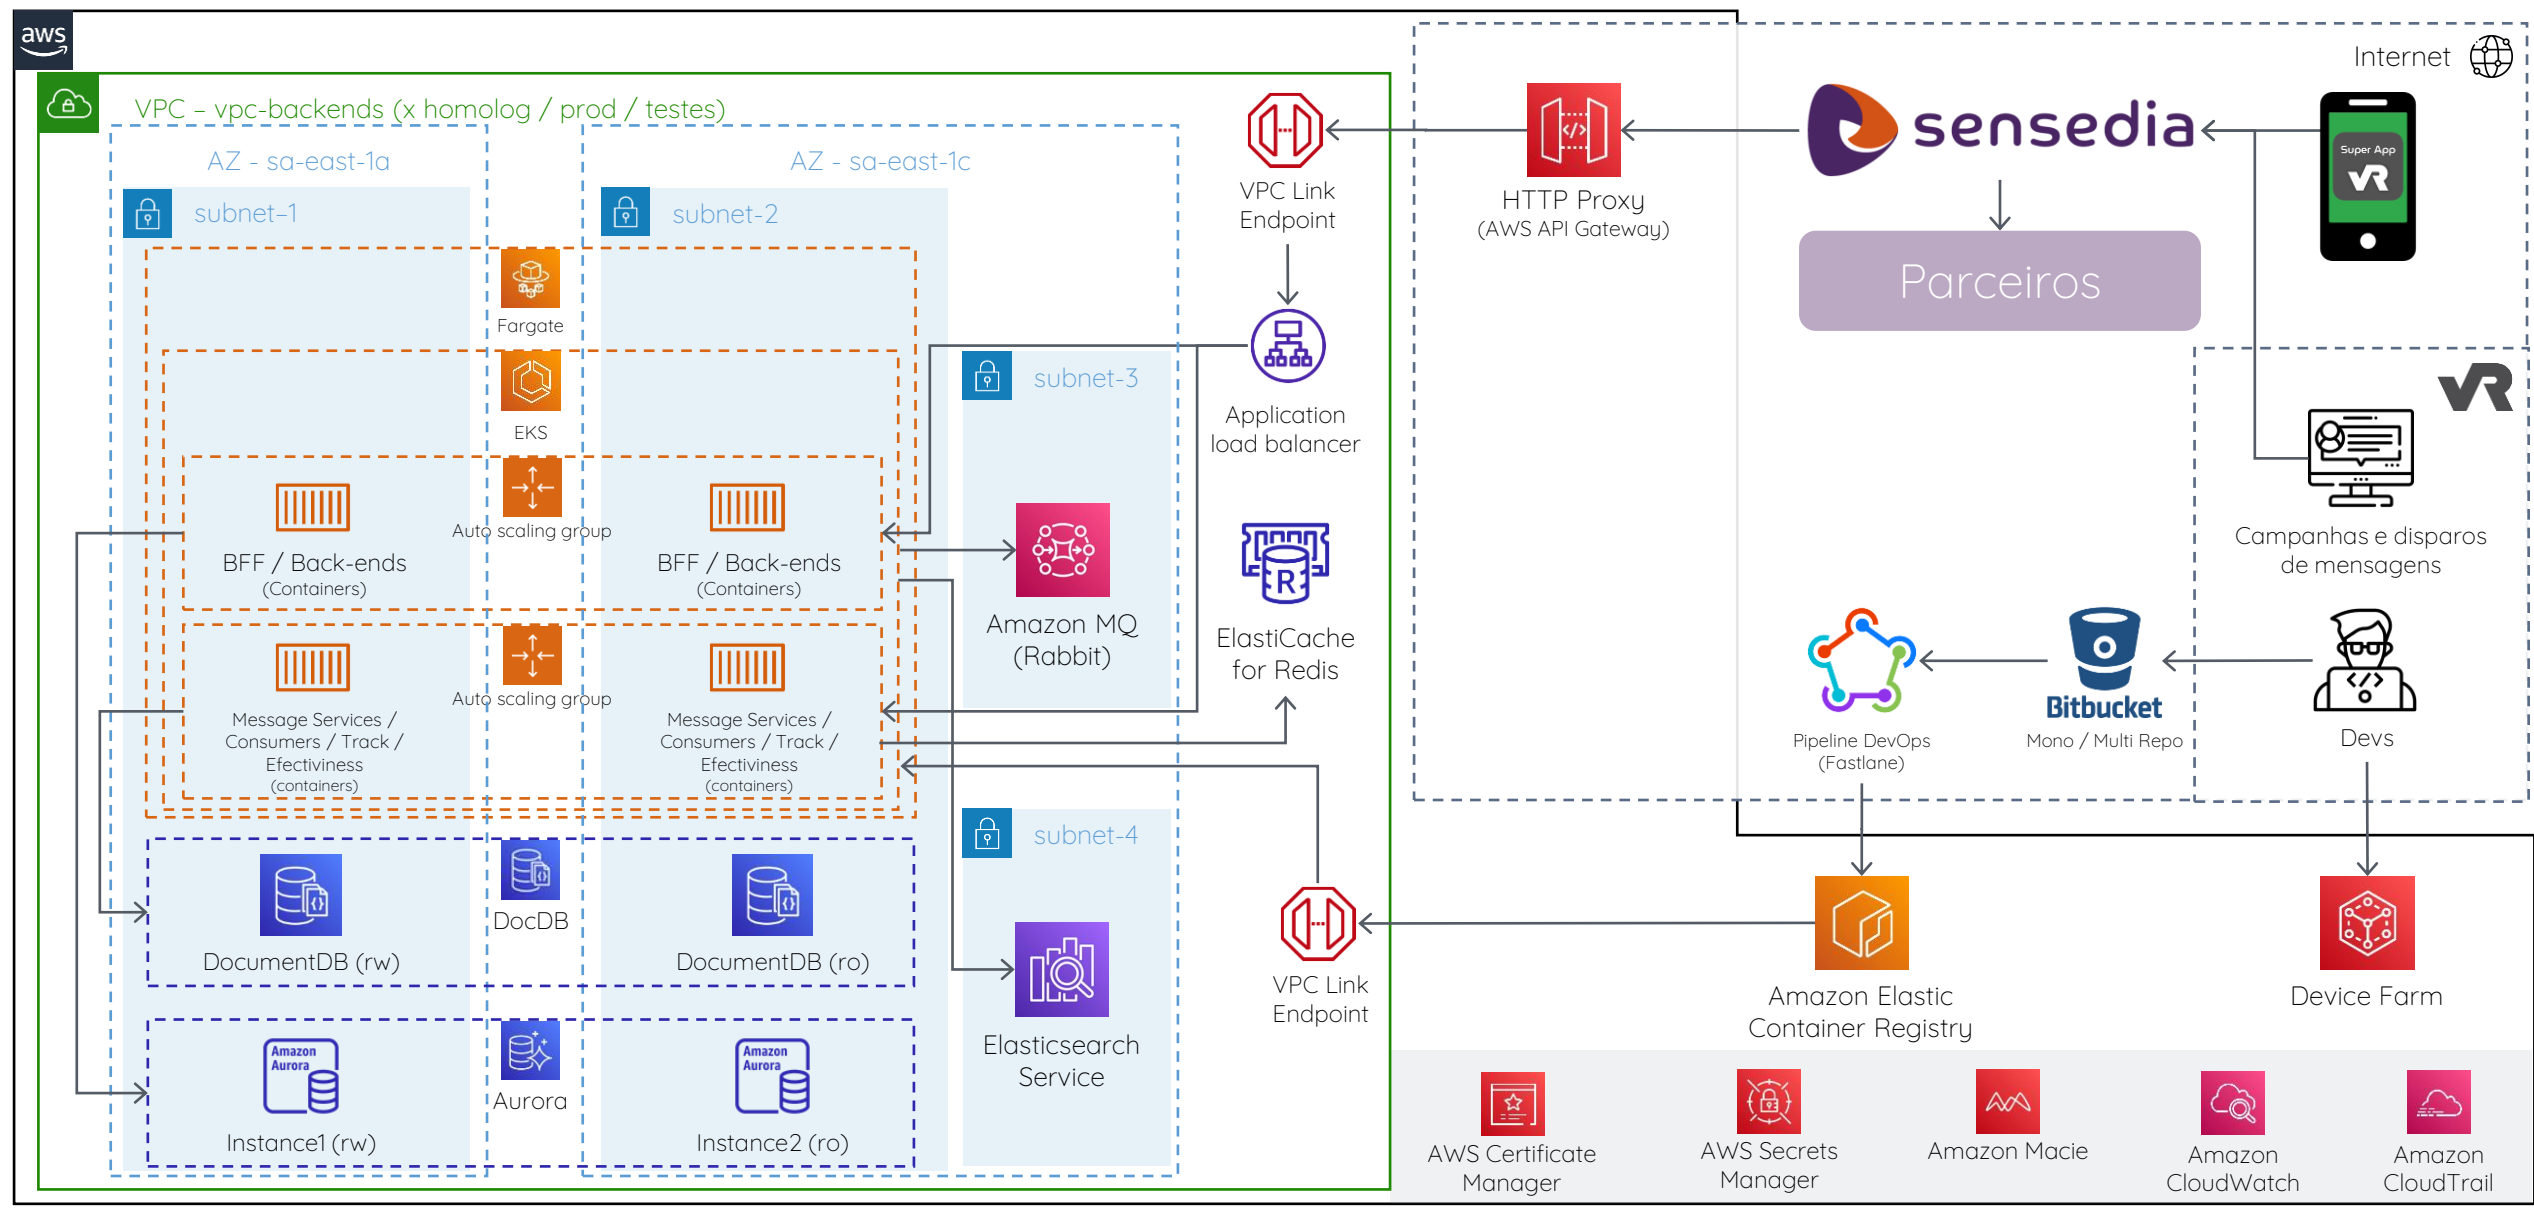 aws
VPC – vpc-backends (x homolog / prod / testes)
AZ - sa-east-1a
AZ - sa-east-1c
subnet-1
subnet-2
Fargate
EKS
Auto scaling group
BFF / Back-ends
(Containers)
BFF / Back-ends
(Containers)
Auto scaling group
Message Services /
Consumers / Track /
Efectiviness
(containers)
Message Services /
Consumers / Track /
Efectiviness
(containers)
DocDB
DocumentDB (rw)
DocumentDB (ro)
Aurora
Amazon
Aurora
Instance1 (rw)
Amazon
Aurora
Instance2 (ro)
subnet-3
Amazon MQ
(Rabbit)
subnet-4
Elasticsearch
Service
VPC Link
Endpoint
Application
load balancer
R
ElastiCache
for Redis
VPC Link
Endpoint
HTTP Proxy
(AWS API Gateway)
sensedia
Parceiros
Internet
Super App
VR
VR
Campanhas e disparos
de mensagens
Devs
Bitbucket
Mono / Multi Repo
Pipeline DevOps
(Fastlane)
Amazon Elastic
Container Registry
Device Farm
AWS Certificate
Manager
AWS Secrets
Manager
Amazon Macie
Amazon
CloudWatch
Amazon
CloudTrail